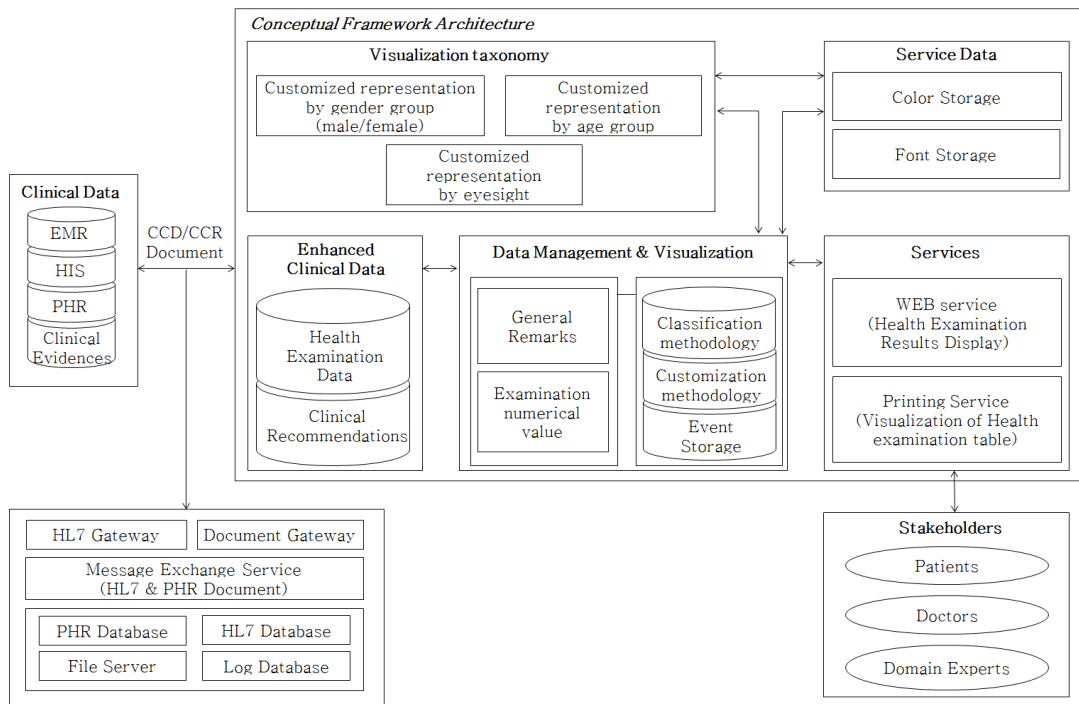 Conceptual Framework Architecture
Visualization taxonomy
Customized representation
by gender group
(male/female)
Customized
representation
by age group
Customized
representation
by eyesight
Service Data
Color Storage
Font Storage
Clinical Data
EMR
HIS
PHR
Clinical
Evidences
CCD/CCR
Document
Enhanced
Clinical Data
Health
Examination
Data
Clinical
Recommendations
Data Management & Visualization
General
Remarks
Examination
numerical
value
Classification
methodology
Customization
methodology
Event
Storage
Services
WEB service
(Health Examination
Results Display)
Printing Service
(Visualization of Health
examination table)
HL7 Gateway
Document Gateway
Message Exchange Service
(HL7 & PHR Document)
PHR Database
HL7 Database
File Server
Log Database
Stakeholders
Patients
Doctors
Domain Experts